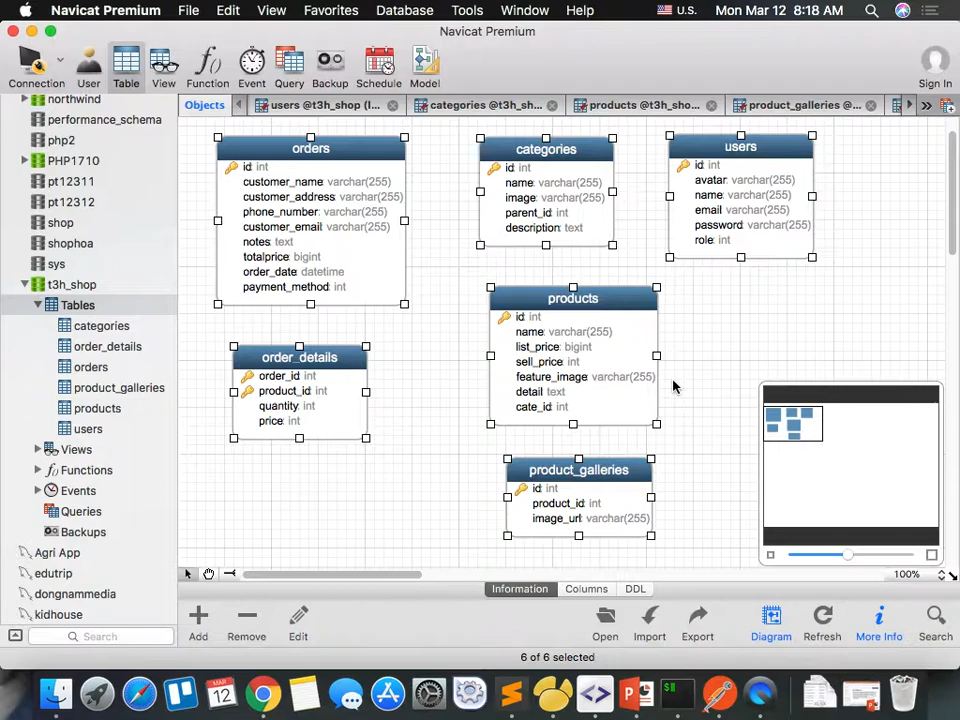 Navicat Premium File Edit View Favorites Database Tools Window Help U.S. Mon Mar 12 8:18 AM
Navicat Premium
Connection User Table View Function Event Query Backup Schedule Model Sign In
Objects users @t3h_shop (l... categories @t3h_sh... products @t3h_sho... product_galleries @...
northwind
performance_schema
php2
PHP1710
pt12311
pt12312
shop
shophoa
sys
t3h_shop
Tables
categories
order_details
orders
product_galleries
products
users
Views
Functions
Events
Queries
Backups
Agri App
edutrip
dongnammedia
kidhouse
Search
orders
id: int
customer_name: varchar(255)
customer_address: varchar(255)
phone_number: varchar(255)
customer_email: varchar(255)
notes: text
totalprice: bigint
order_date: datetime
payment_method: int
categories
id: int
name: varchar(255)
image: varchar(255)
parent_id: int
description: text
users
id: int
avatar: varchar(255)
name: varchar(255)
email: varchar(255)
password: varchar(255)
role: int
order_details
order_id: int
product_id: int
quantity: int
price: int
products
id: int
name: varchar(255)
list_price: bigint
sell_price: int
feature_image: varchar(255)
detail: text
cate_id: int
product_galleries
id: int
product_id: int
image_url: varchar(255)
100%
Information Columns DDL
Add Remove Edit Open Import Export Diagram Refresh More Info Search
6 of 6 selected
MAR
12